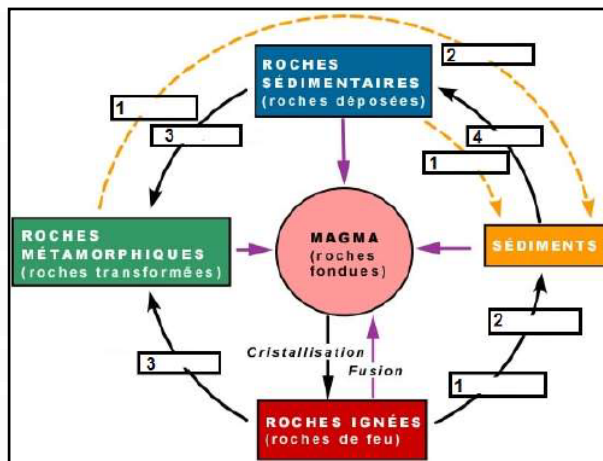 ROCHES
SÉDIMENTAIRES
(roches déposées)
2
1
3
4
1
ROCHES
MÉTAMORPHIQUES
(roches transformées)
MAGMA
(roches
fondues)
SÉDIMENTS
2
Cristallisation
Fusion
3
1
ROCHES IGNÉES
(roches de feu)